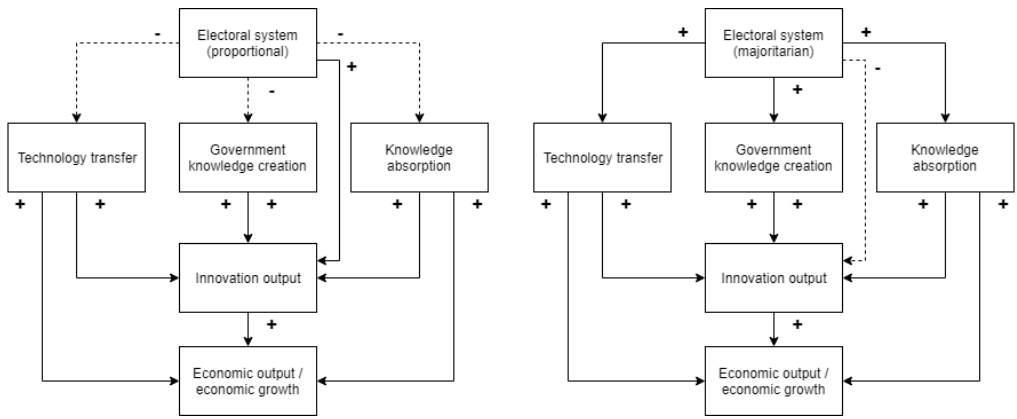 Electoral system
(proportional)
-
-
+
-
Technology transfer
Government
knowledge creation
Knowledge
absorption
+
+
+
+
+
+
Innovation output
+
Economic output /
economic growth
Electoral system
(majoritarian)
+
+
-
+
Technology transfer
Government
knowledge creation
Knowledge
absorption
+
+
+
+
+
+
Innovation output
+
Economic output /
economic growth